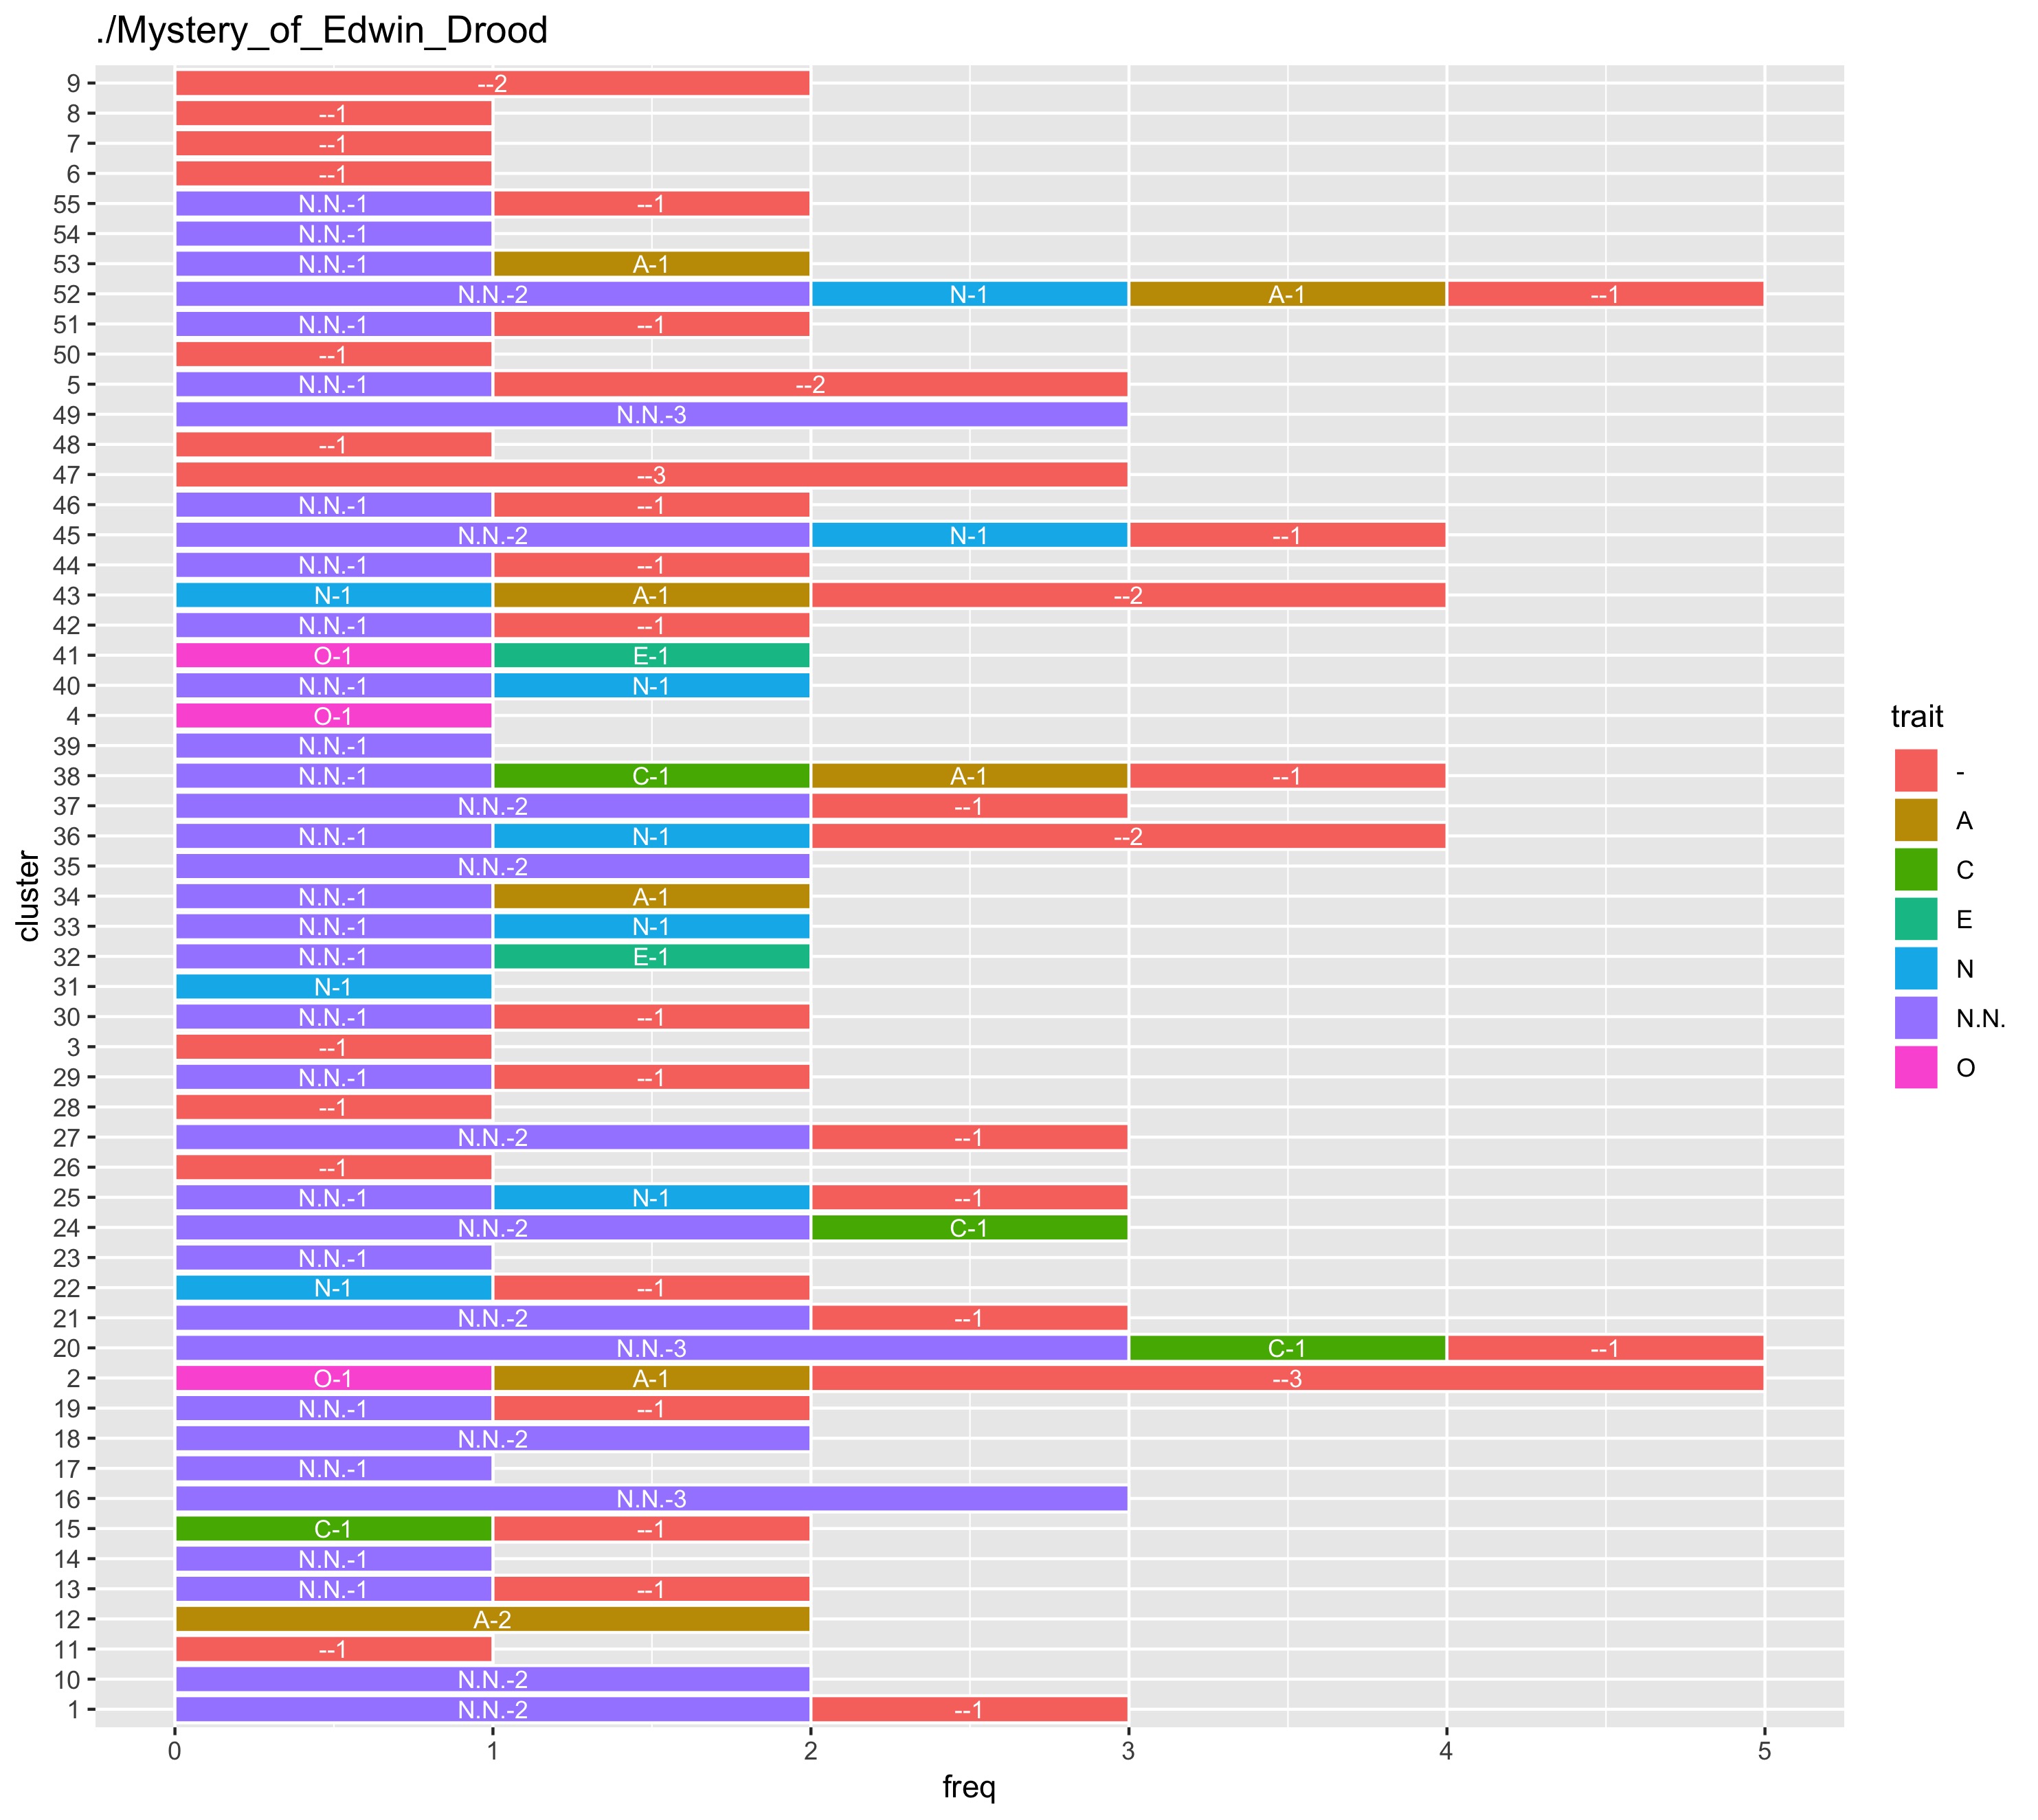 ./Mystery_of_Edwin_Drood
9 --2
8 --1
7 --1
6 --1
55 N.N.-1 --1
54 N.N.-1
53 N.N.-1 A-1
52 N.N.-2 N-1 A-1 --1
51 N.N.-1 --1
50 --1
5 N.N.-1 --2
49 N.N.-3
48 --1
47 --3
46 N.N.-1 --1
45 N.N.-2 N-1 --1
44 N.N.-1 --1
43 N-1 A-1 --2
42 N.N.-1 --1
41 O-1 E-1
40 N.N.-1 N-1
4 O-1
39 N.N.-1
38 N.N.-1 C-1 A-1 --1
37 N.N.-2 --1
36 N.N.-1 N-1 --2
35 N.N.-2
34 N.N.-1 A-1
33 N.N.-1 N-1
32 N.N.-1 E-1
31 N-1
30 N.N.-1 --1
3 --1
29 N.N.-1 --1
28 --1
27 N.N.-2 --1
26 --1
25 N.N.-1 N-1 --1
24 N.N.-2 C-1
23 N.N.-1
22 N-1 --1
21 N.N.-2 --1
20 N.N.-3 C-1 --1
2 O-1 A-1 --3
19 N.N.-1 --1
18 N.N.-2
17 N.N.-1
16 N.N.-3
15 C-1 --1
14 N.N.-1
13 N.N.-1 --1
12 A-2
11 --1
10 N.N.-2
1 N.N.-2 --1
0 1 2 3 4 5
freq
cluster
trait
-
A
C
E
N
N.N.
O